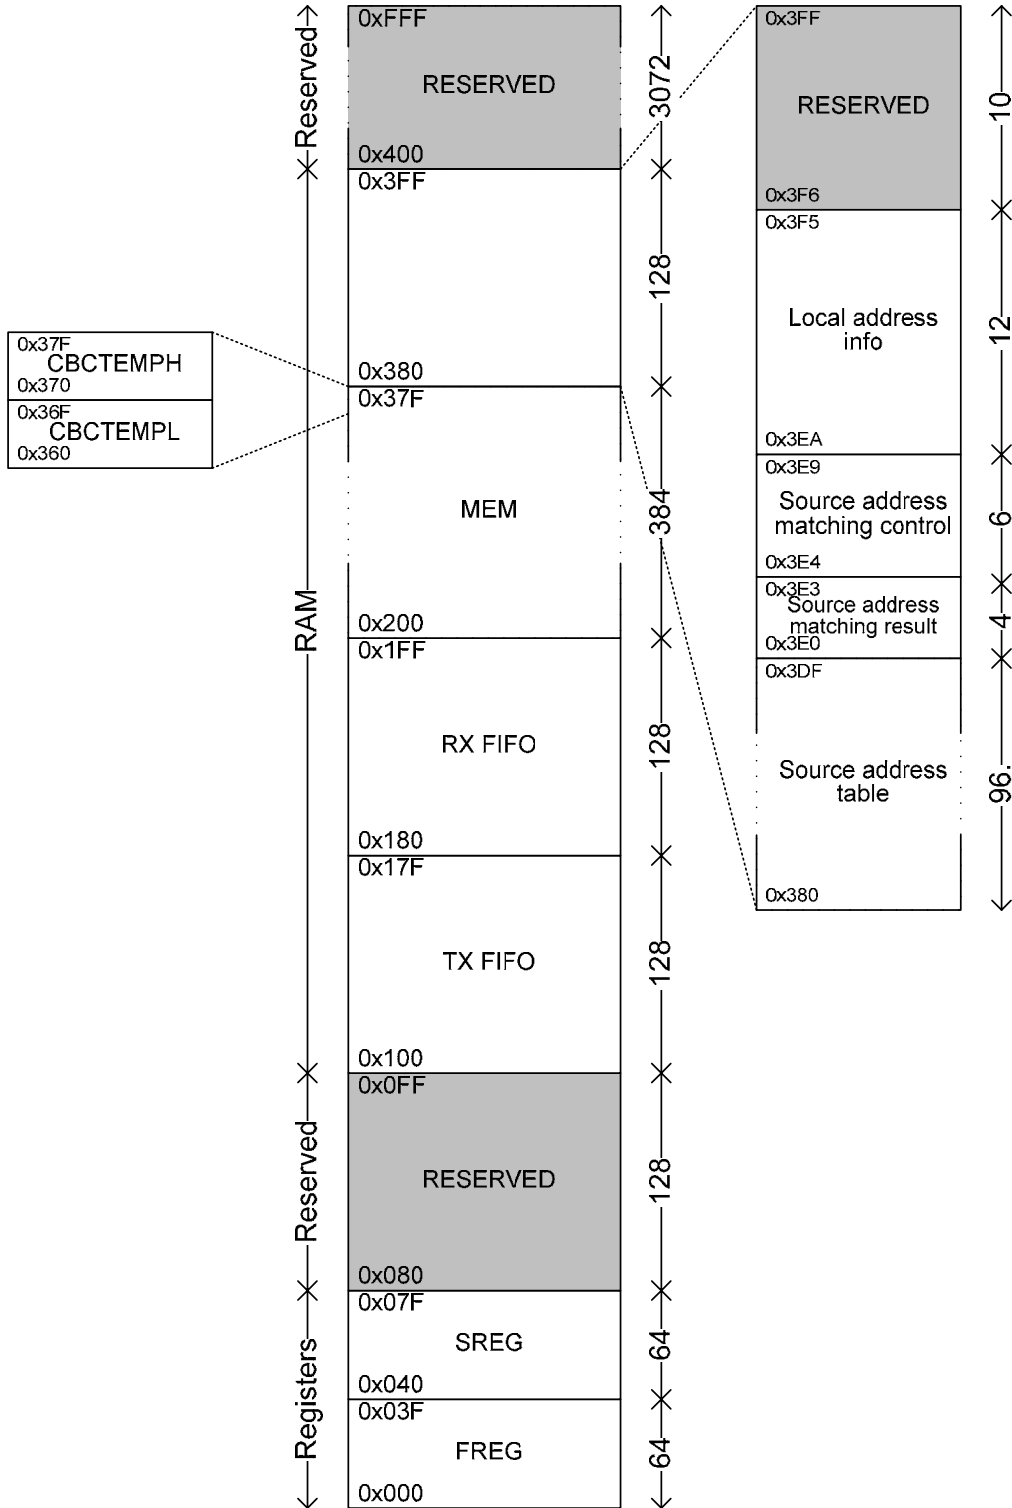 Reserved
RAM
Reserved
Registers
0x37F
CBCTEMPH
0x370
0x36F
CBCTEMPL
0x360
0xFFF
RESERVED
0x400
0x3FF
0x380
0x37F
MEM
0x200
0x1FF
RX FIFO
0x180
0x17F
TX FIFO
0x100
0x0FF
RESERVED
0x080
0x07F
SREG
0x040
0x03F
FREG
0x000
3072
128
384
128
128
128
64
64
0x3FF
RESERVED
0x3F6
0x3F5
Local address
info
0x3EA
0x3E9
Source address
matching control
0x3E4
0x3E3
Source address
matching result
0x3E0
0x3DF
Source address
table
0x380
10
12
6
4
96.